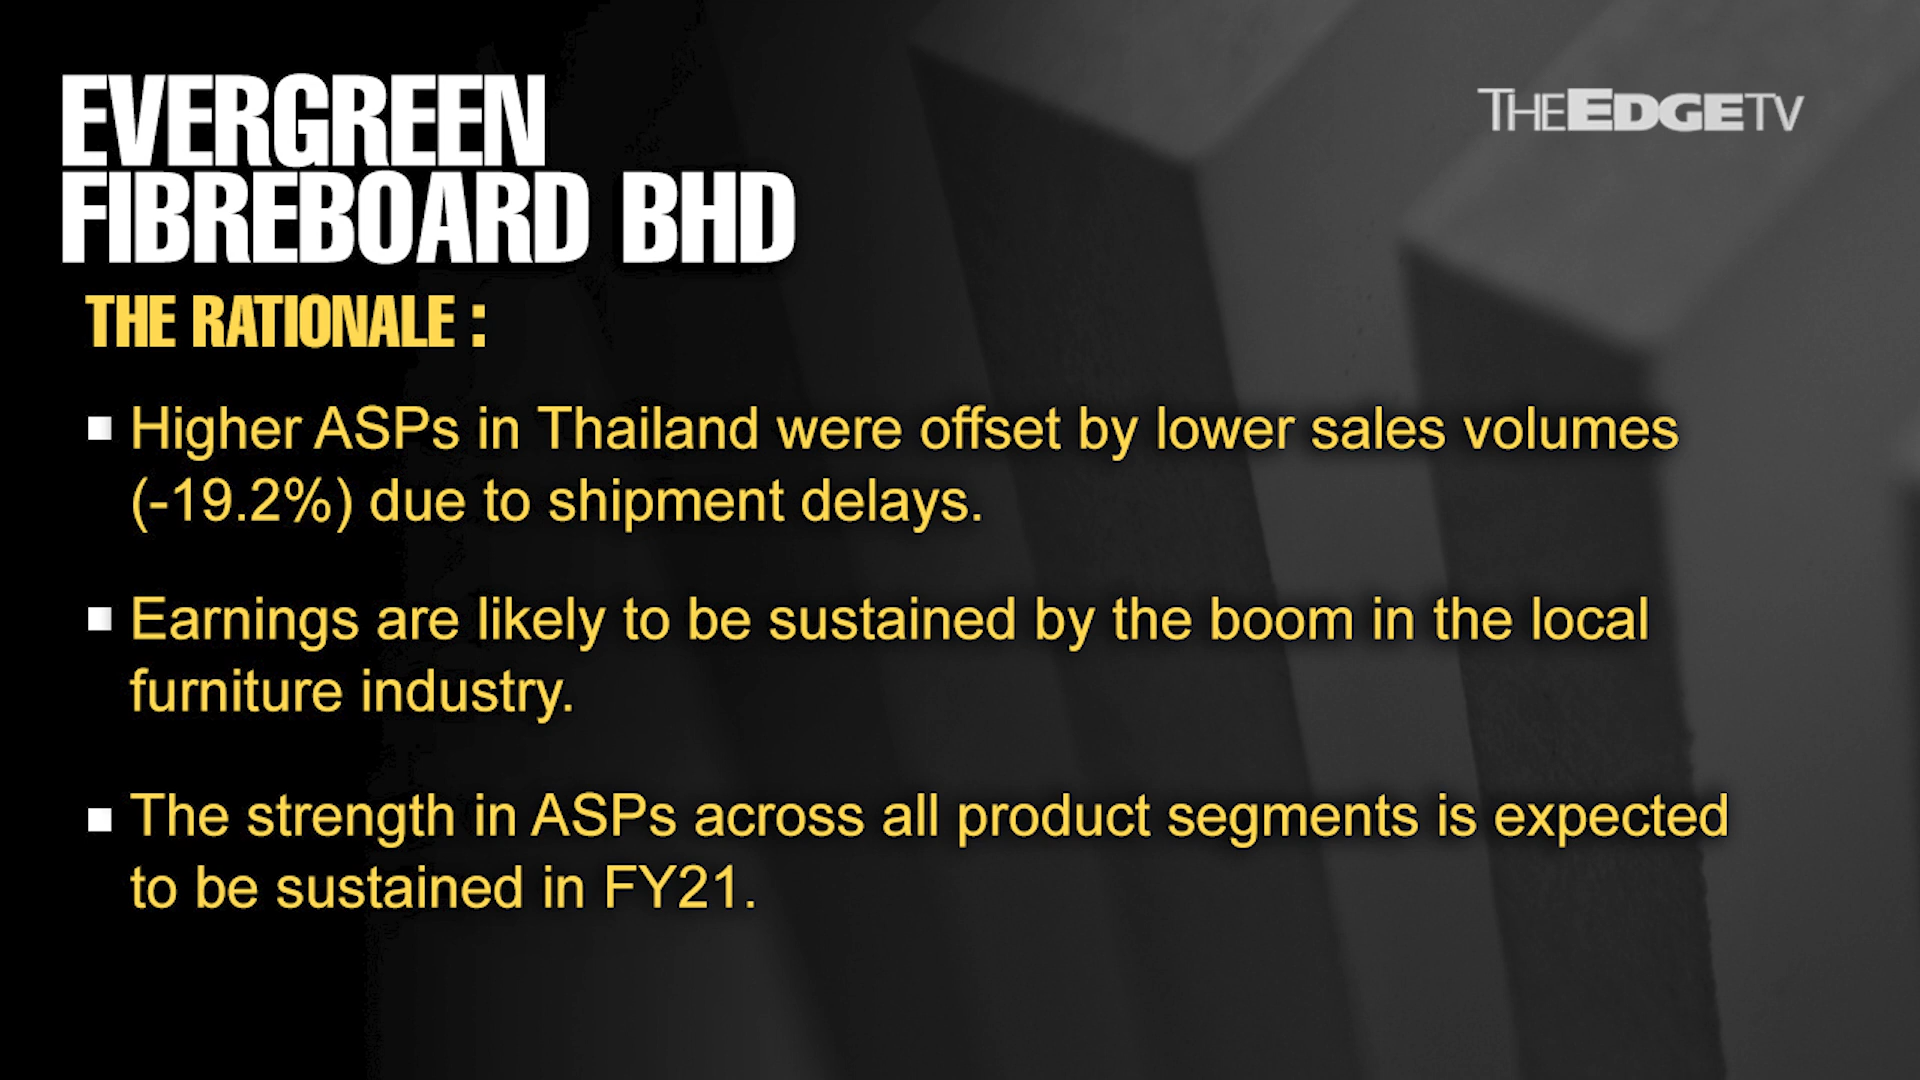 EVERGREEN
FIBREBOARD BHD
THEEDGETV
THE RATIONALE :
Higher ASPs in Thailand were offset by lower sales volumes
(-19.2%) due to shipment delays.
Earnings are likely to be sustained by the boom in the local
furniture industry.
The strength in ASPs across all product segments is expected
to be sustained in FY21.